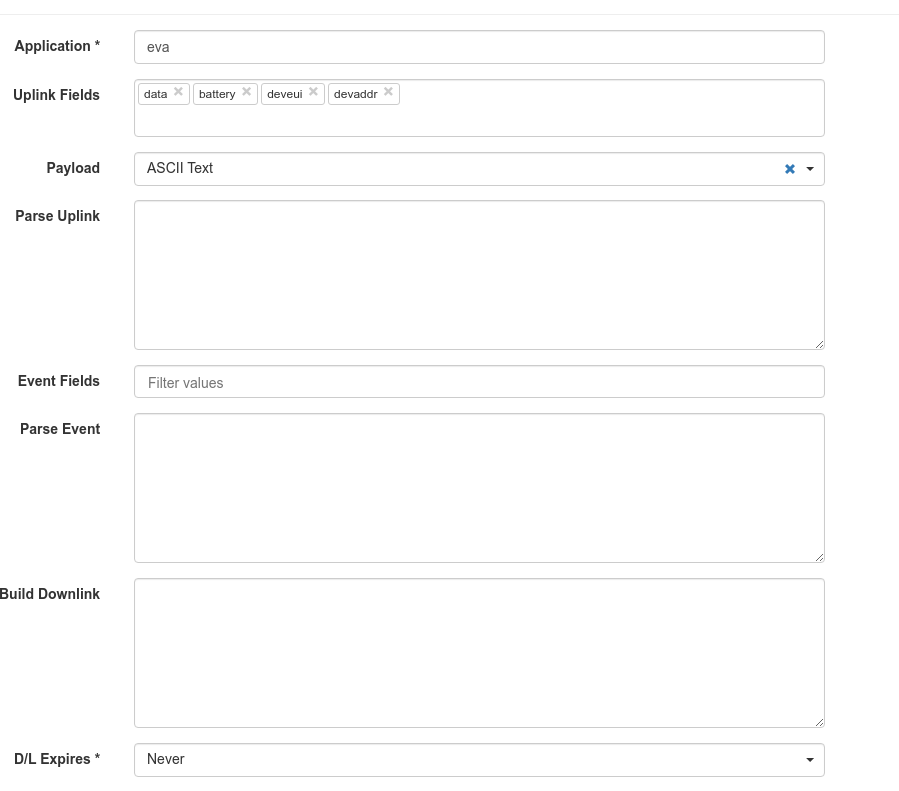 Application * eva
Uplink Fields data battery deveui devaddr
Payload ASCII Text
Parse Uplink
Event Fields Filter values
Parse Event
Build Downlink
D/L Expires * Never